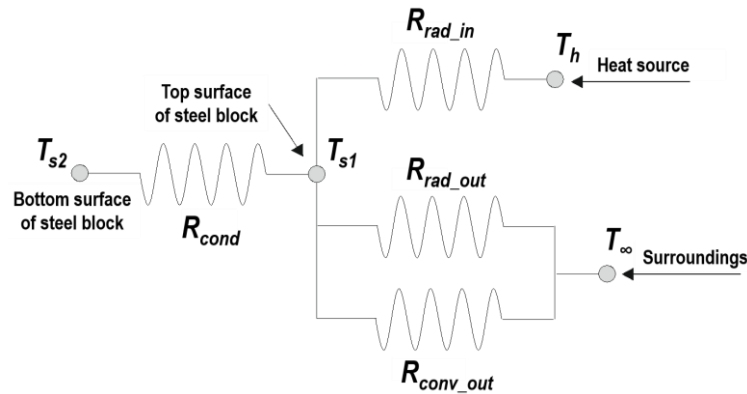 R_rad_in
T_h
Heat source
Top surface
of steel block
T_s2
T_s1
Bottom surface
of steel block
R_cond
R_rad_out
T_∞
Surroundings
R_conv_out